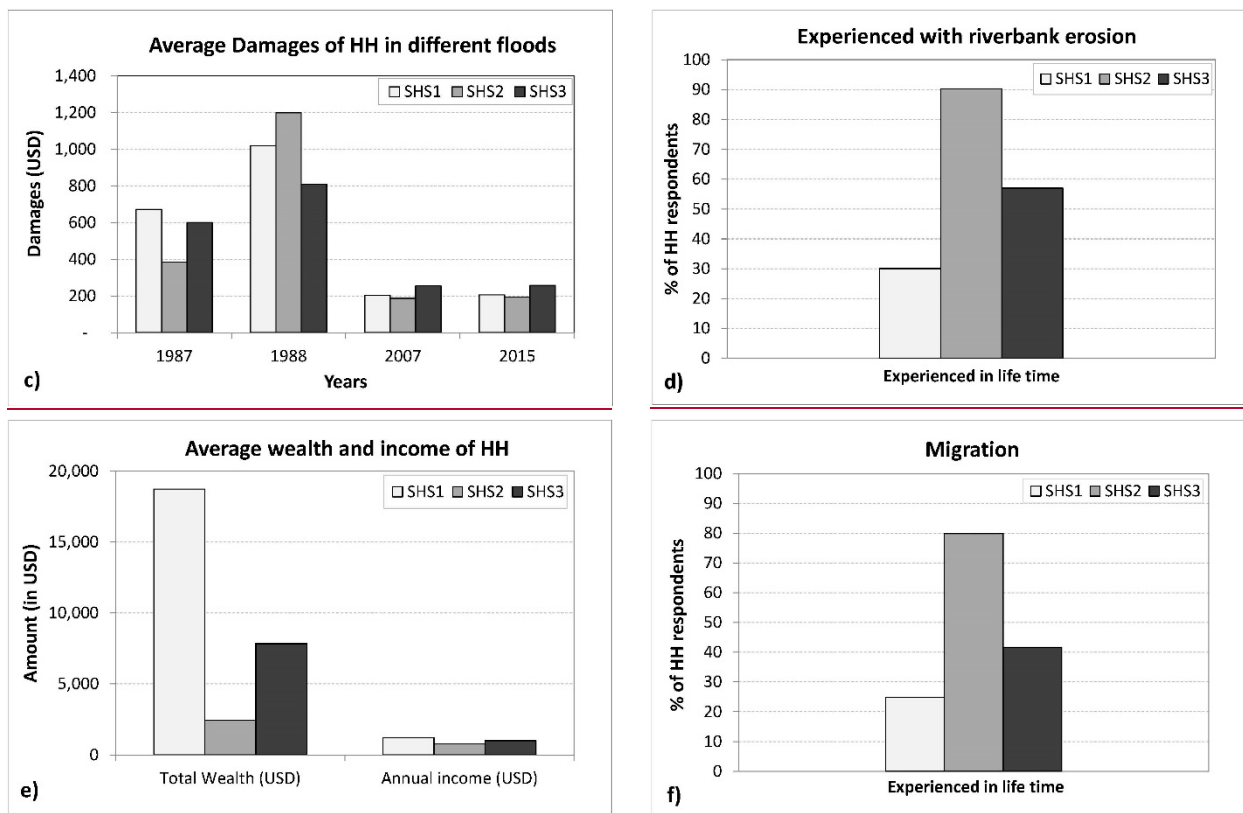 Average Damages of HH in different floods
SHS1 SHS2 SHS3
Damages (USD)
1,400
1,200
1,000
800
600
400
200
-
1987 1988 2007 2015
Years
c)
Experienced with riverbank erosion
SHS1 SHS2 SHS3
% of HH respondents
100
90
80
70
60
50
40
30
20
10
0
Experienced in life time
d)
Average wealth and income of HH
SHS1 SHS2 SHS3
Amount (in USD)
20,000
15,000
10,000
5,000
0
Total Wealth (USD) Annual income (USD)
e)
Migration
SHS1 SHS2 SHS3
% of HH respondents
100
90
80
70
60
50
40
30
20
10
0
Experienced in life time
f)